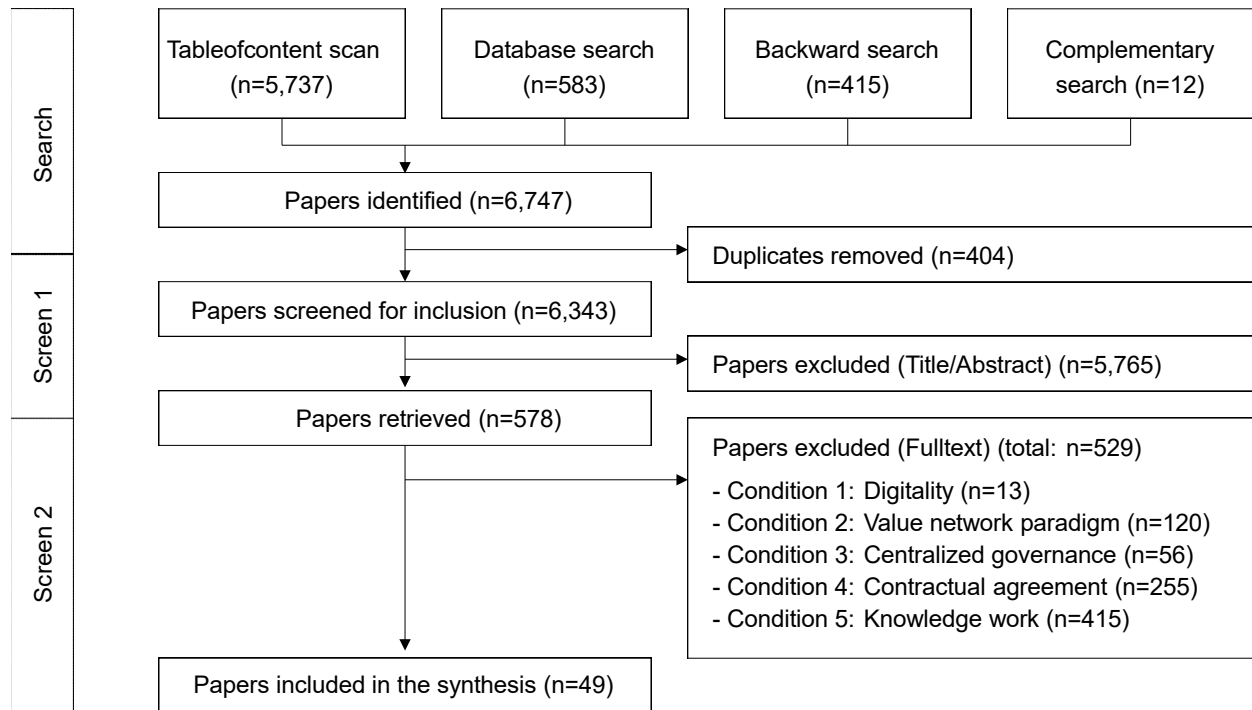 Search
Tableofcontent scan
(n=5,737)
Database search
(n=583)
Backward search
(n=415)
Complementary
search (n=12)
Papers identified (n=6,747)
Duplicates removed (n=404)
Screen 1
Papers screened for inclusion (n=6,343)
Papers excluded (Title/Abstract) (n=5,765)
Papers retrieved (n=578)
Screen 2
Papers excluded (Fulltext) (total: n=529)
- Condition 1: Digitality (n=13)
- Condition 2: Value network paradigm (n=120)
- Condition 3: Centralized governance (n=56)
- Condition 4: Contractual agreement (n=255)
- Condition 5: Knowledge work (n=415)
Papers included in the synthesis (n=49)